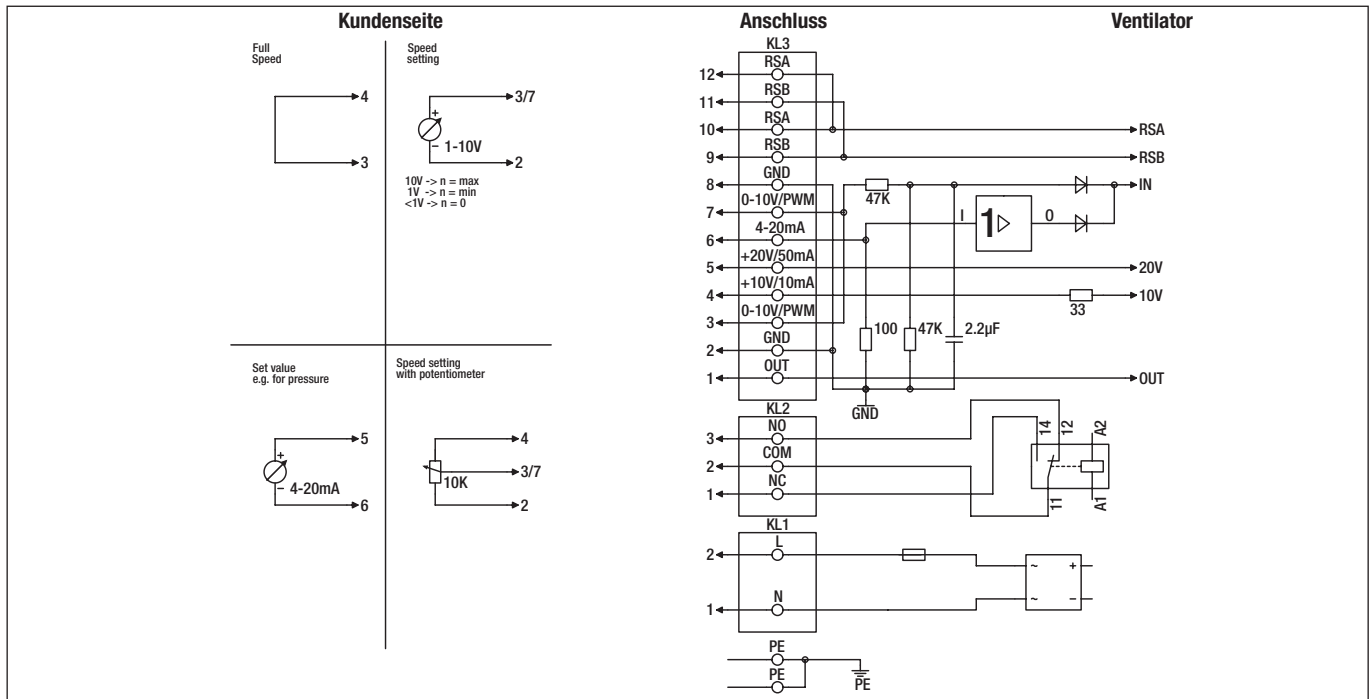 Kundenseite
Anschluss
Ventilator
Full
Speed
4
3
Speed
setting
3/7
+
1-10V
−
2
10V -> n = max
1V -> n = min
<1V -> n = 0
Set value
e.g. for pressure
5
+
4-20mA
−
6
Speed setting
with potentiometer
4
3/7
10K
2
KL3
12 RSA
11 RSB
10 RSA RSA
9 RSB RSB
8 GND IN
47K
7 0-10V/PWM
I 1 O
6 4-20mA
5 +20V/50mA 20V
4 +10V/10mA 10V
33
3 0-10V/PWM
100 47K 2.2µF
2 GND
1 OUT OUT
GND
KL2
3 NO
2 COM
1 NC
14 12 A2
11 A1
KL1
2 L
~ +
1 N
~ −
PE
PE
PE